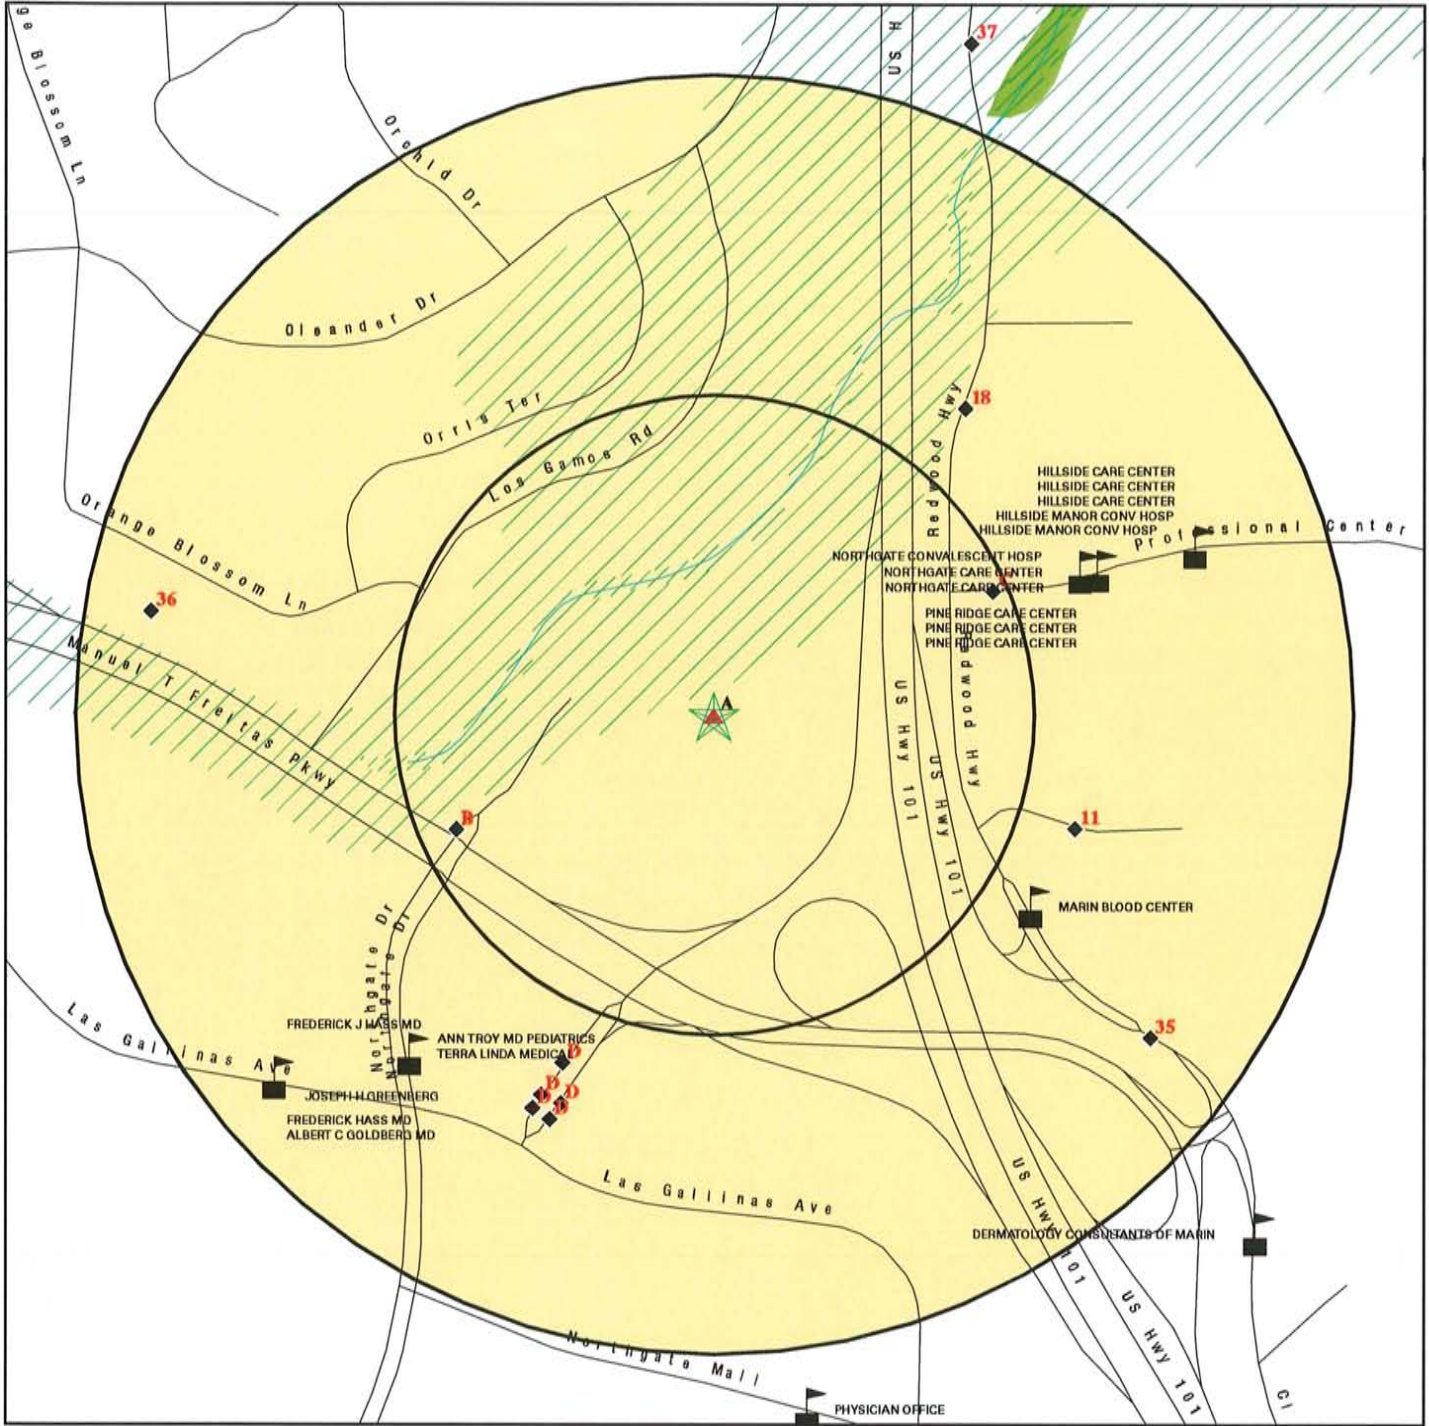 ge Blossom Ln
Orchid Dr
US H
37
Oleander Dr
Orris Ter
Los Gamos Rd
Redwood Hwy
18
HILLSIDE CARE CENTER
HILLSIDE CARE CENTER
HILLSIDE CARE CENTER
HILLSIDE MANOR CONV HOSP
HILLSIDE MANOR CONV HOSP
Professional Center
Orange Blossom Ln
NORTHGATE CONVALESCENT HOSP
NORTHGATE CARE CENTER
NORTHGATE CARE CENTER
PINE RIDGE CARE CENTER
PINE RIDGE CARE CENTER
PINE RIDGE CARE CENTER
36
Manuel T Freitas Pkwy
A
Redwood Hwy
US Hwy 101
US Hwy 101
B
11
MARIN BLOOD CENTER
Northgate Dr
Northgate Dr
Las Gallinas Ave
FREDERICK J HASS MD
ANN TROY MD PEDIATRICS
TERRA LINDA MEDICAL
35
D
D
D
D
D
JOSEPH H GREENBERG
FREDERICK HASS MD
ALBERT C GOLDBERG MD
Las Gallinas Ave
US Hwy 101
DERMATOLOGY CONSULTANTS OF MARIN
US Hwy 101
Northgate Mall
Ci
PHYSICIAN OFFICE